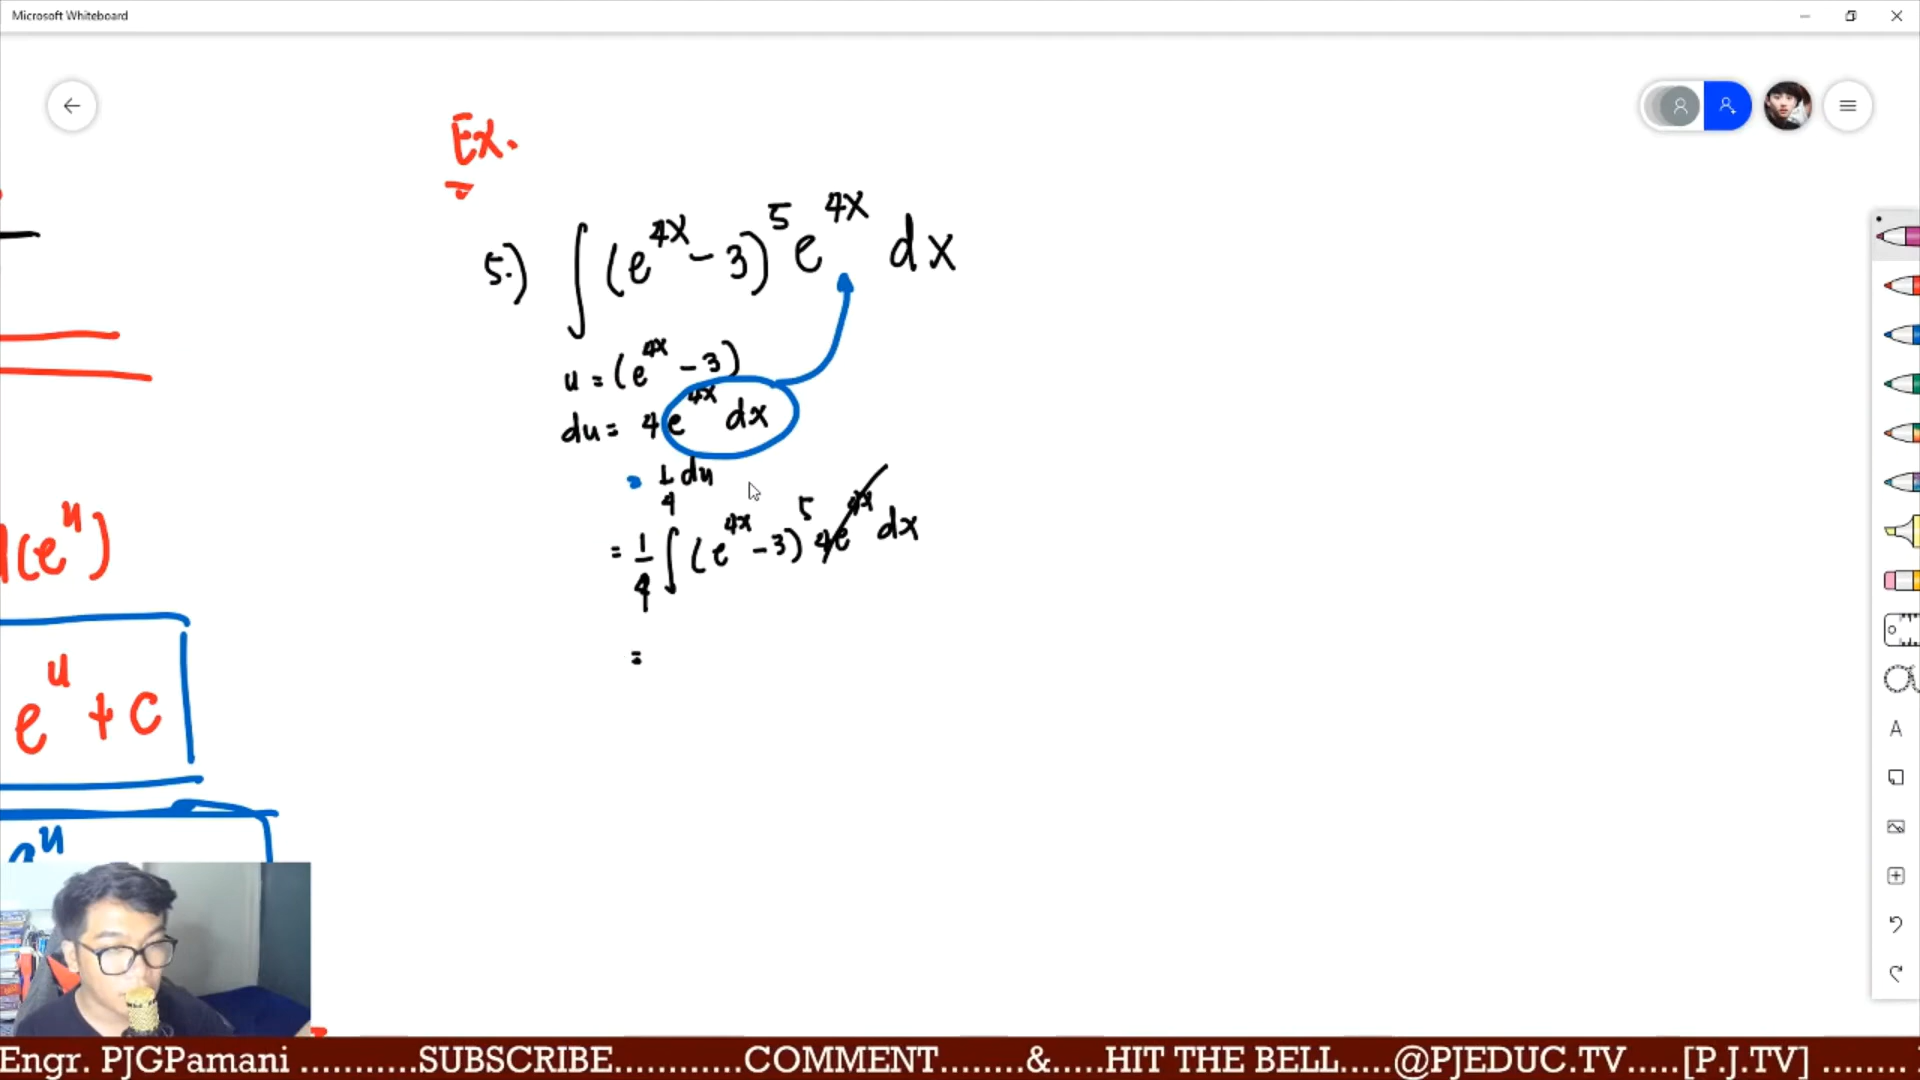 Microsoft Whiteboard
Ex.
5.) ∫ (e^{4x} - 3)^5 e^{4x} dx
u = (e^{4x} - 3)
du = 4e^{4x} dx
= 1/4 du
= 1/4 ∫ (e^{4x} - 3)^5 4e^{4x} dx
=
(e^u)
e^u + c
A
Engr. PJGPamani ...........SUBSCRIBE............COMMENT........&.....HIT THE BELL.....@PJEDUC.TV.....[P.J.TV] ........